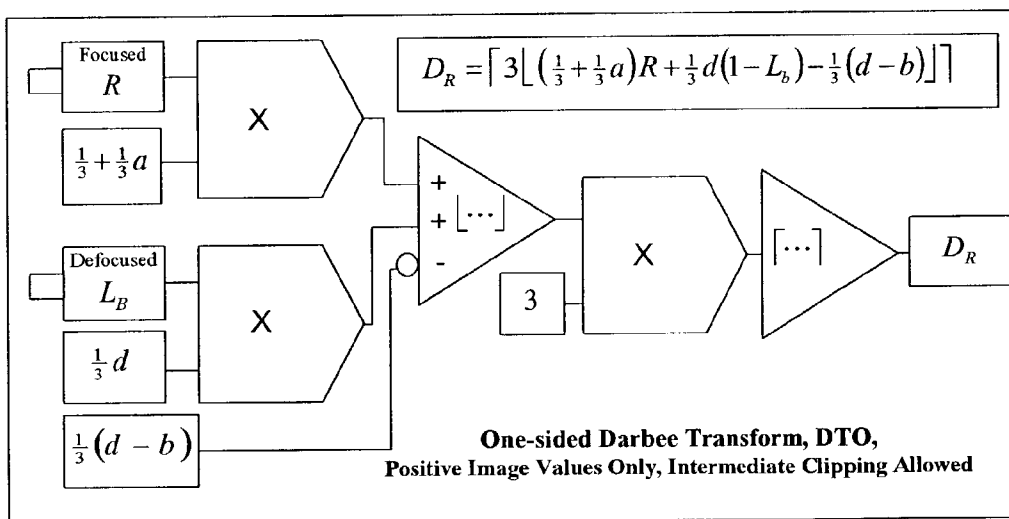 Focused
R
X
D_R = ⌈3⌊(1/3 + 1/3 a)R + 1/3 d(1 − L_b) − 1/3 (d − b)⌋⌉
1/3 + 1/3 a
+
+ ⌊···⌋
-
Defocused
L_B
X
1/3 d
3
X
⌈···⌉
D_R
1/3 (d − b)
One-sided Darbee Transform, DTO,
Positive Image Values Only, Intermediate Clipping Allowed